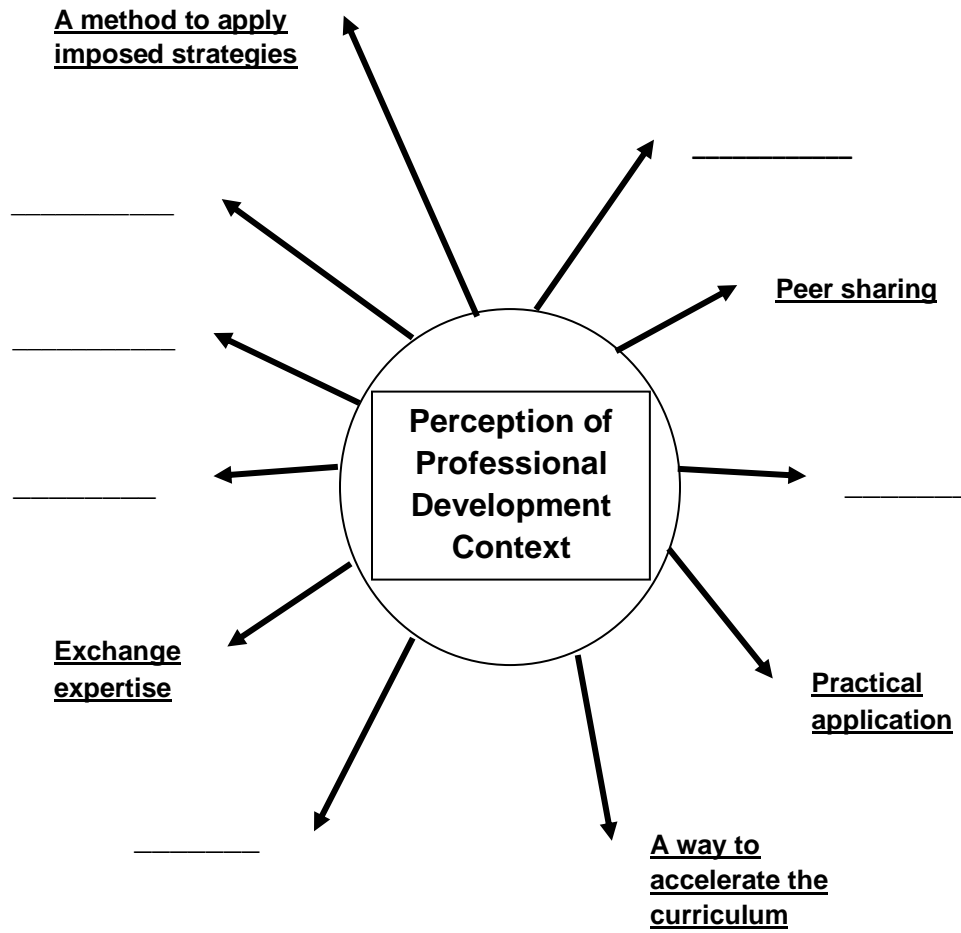 A method to apply
imposed strategies
Peer sharing
Perception of
Professional
Development
Context
Exchange
expertise
Practical
application
A way to
accelerate the
curriculum